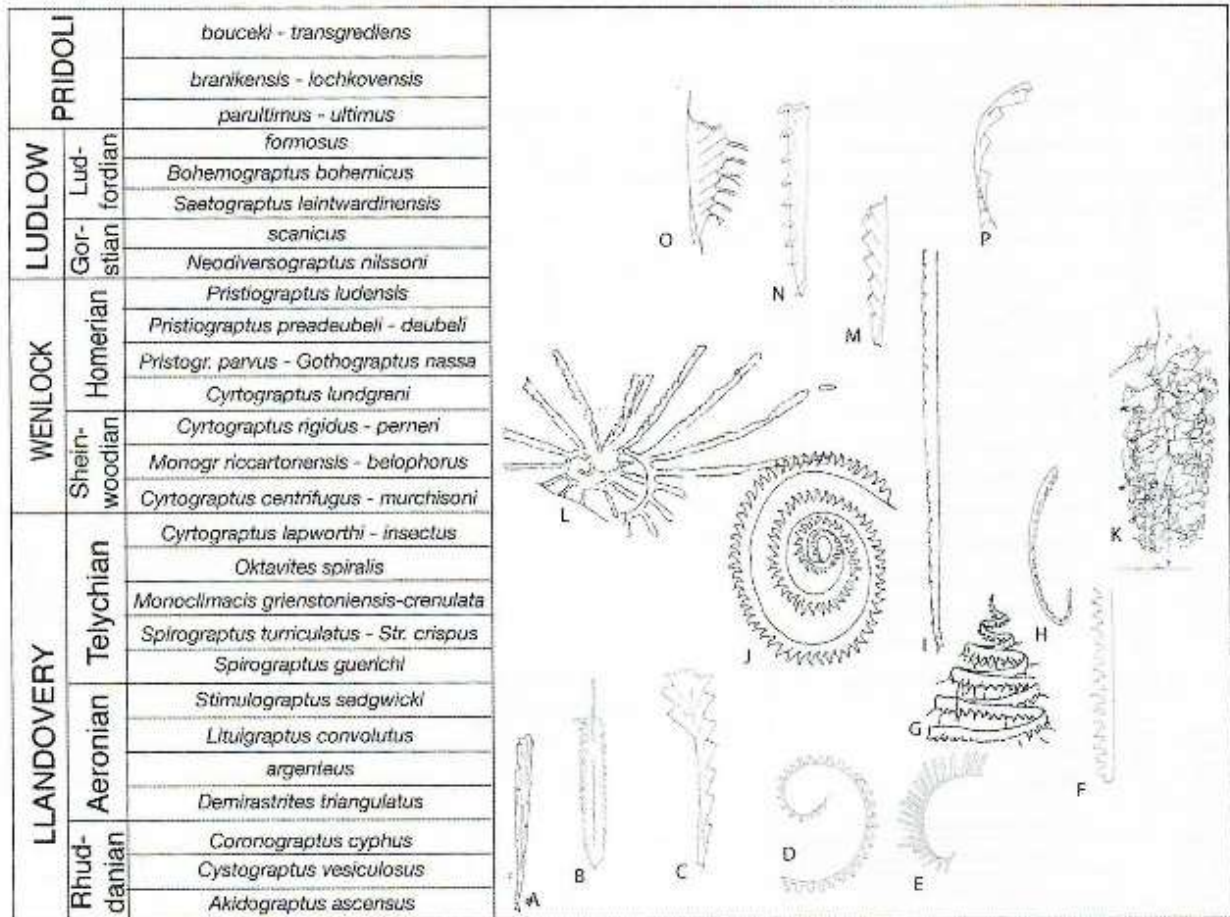 PRIDOLI
bouceki - transgrediens
branikensis - lochkovensis
parultimus - ultimus
LUDLOW
Lud-
fordian
formosus
Bohemograptus bohemicus
Saetograptus leintwardinensis
Gor-
stian
scanicus
Neodiversograptus nilssoni
WENLOCK
Homerian
Pristiograptus ludensis
Pristiograptus preadeubeli - deubeli
Pristogr. parvus - Gothograptus nassa
Cyrtograptus lundgreni
Shein-
woodian
Cyrtograptus rigidus - perneri
Monogr riccartonensis - belophorus
Cyrtograptus centrifugus - murchisoni
LLANDOVERY
Telychian
Cyrtograptus lapworthi - insectus
Oktavites spiralis
Monoclimacis grienstoniensis-crenulata
Spirograptus turriculatus - Str. crispus
Spirograptus guerichi
Aeronian
Stimulograptus sedgwicki
Lituigraptus convolutus
argenteus
Demirastrites triangulatus
Rhud-
danian
Coronograptus cyphus
Cystograptus vesiculosus
Akidograptus ascensus
O
N
M
P
L
J
I
H
K
G
F
A
B
C
D
E